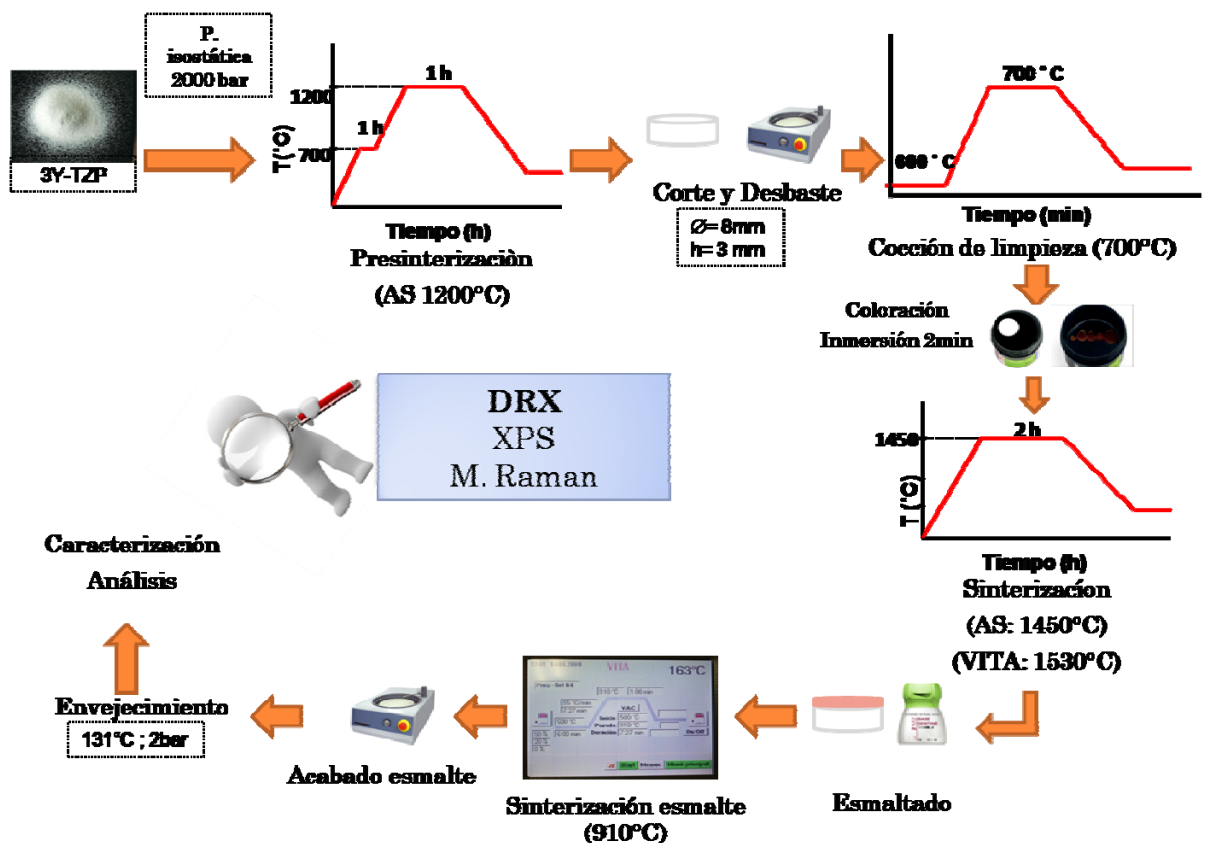 P.
isostática
2000 bar
3Y-TZP
T(°C)
1200
700
1 h
1 h
Tiempo (h)
Presinterizaciòn
(AS 1200°C)
Corte y Desbaste
Ø= 8mm
h= 3 mm
700 ° C
Tiempo (min)
Cocción de limpieza (700°C)
Coloración
Inmersión 2min
1450
2 h
T (°C)
Tiempo (h)
Sinterizacíon
(AS: 1450°C)
(VITA: 1530°C)
Esmaltado
VITA
163°C
VAC
Sinterización esmalte
(910°C)
Acabado esmalte
Envejecimiento
131°C ; 2bar
Caracterización
Análisis
DRX
XPS
M. Raman